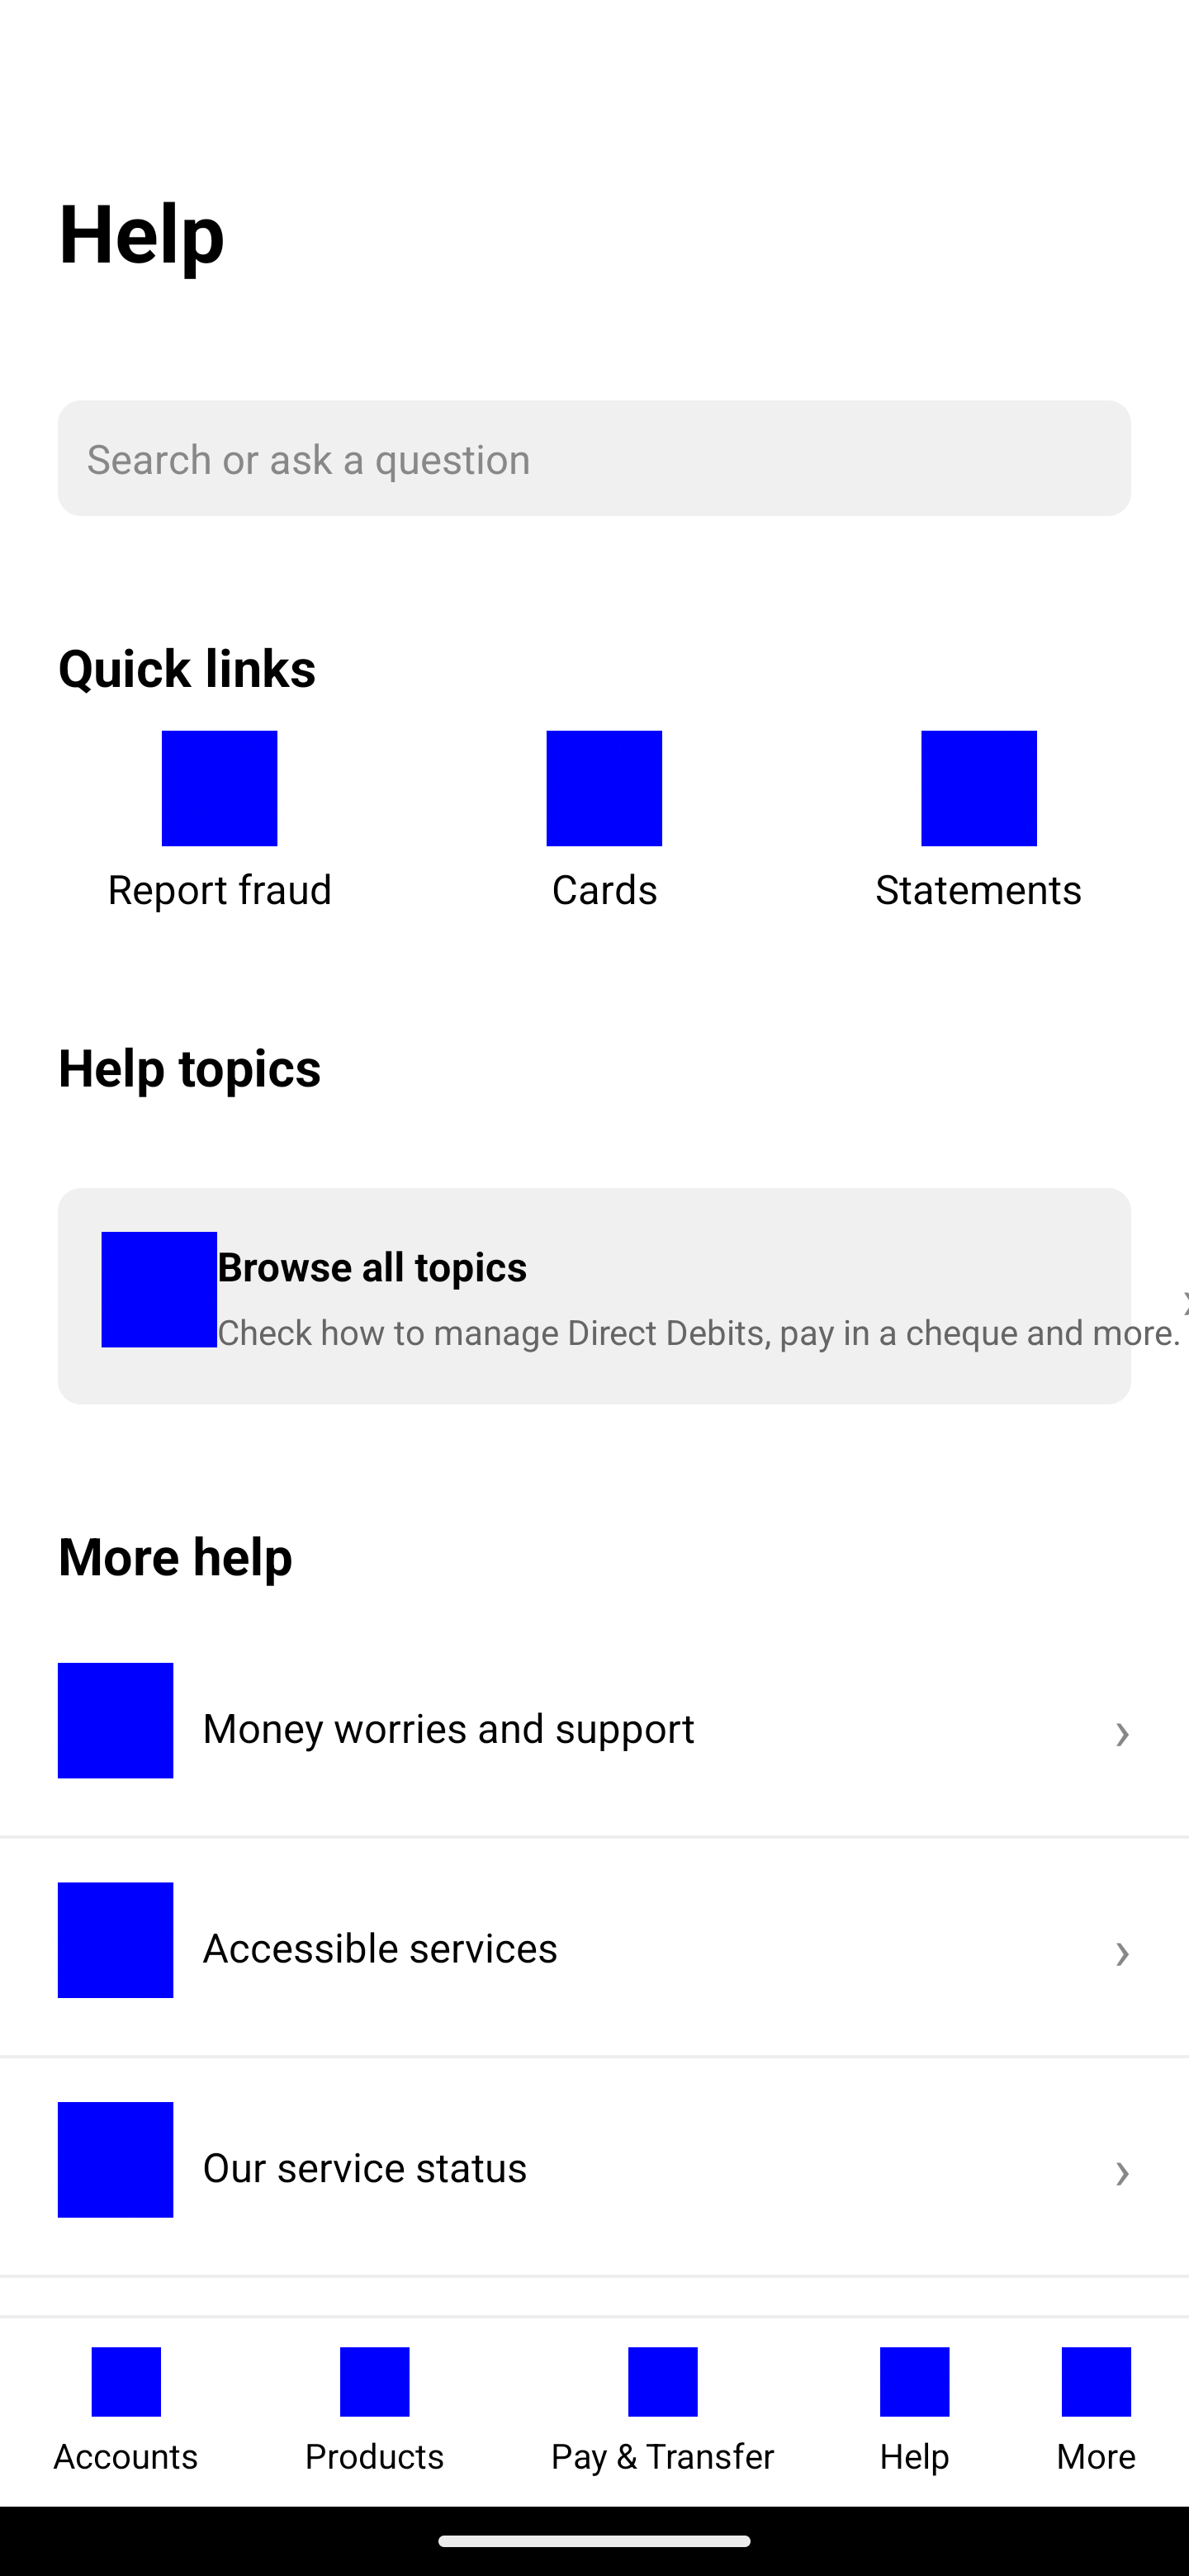 Help
Search or ask a question
Quick links
Report fraud
Cards
Statements
Help topics
Browse all topics
Check how to manage Direct Debits, pay in a cheque and more.
More help
Money worries and support
Accessible services
Our service status
Accounts
Products
Pay & Transfer
Help
More